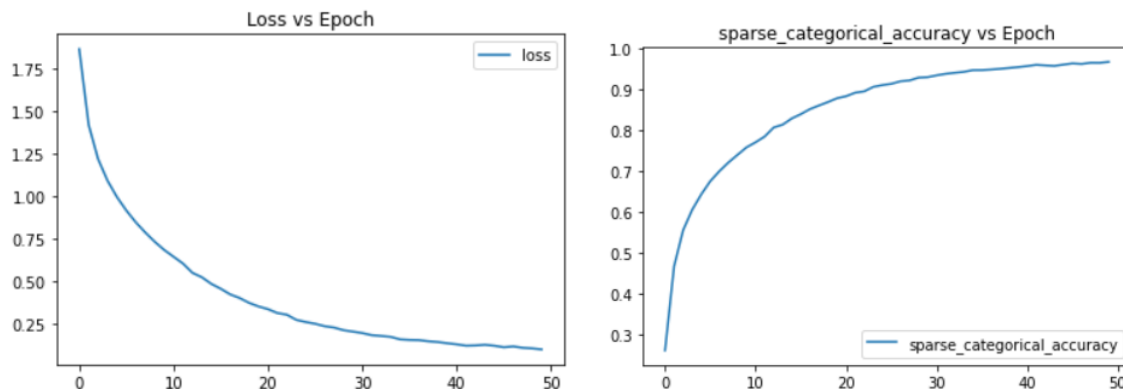 Loss vs Epoch
loss
1.75
1.50
1.25
1.00
0.75
0.50
0.25
0 10 20 30 40 50
sparse_categorical_accuracy vs Epoch
1.0
0.9
0.8
0.7
0.6
0.5
0.4
0.3
sparse_categorical_accuracy
0 10 20 30 40 50